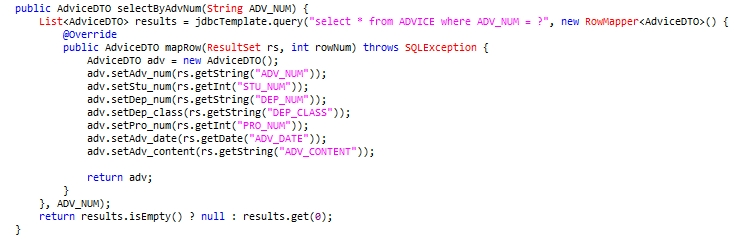 public AdviceDTO selectByAdvNum(String ADV_NUM) {
    List<AdviceDTO> results = jdbcTemplate.query("select * from ADVICE where ADV_NUM = ?", new RowMapper<AdviceDTO>() {
        @Override
        public AdviceDTO mapRow(ResultSet rs, int rowNum) throws SQLException {
            AdviceDTO adv = new AdviceDTO();
            adv.setAdv_num(rs.getString("ADV_NUM"));
            adv.setStu_num(rs.getInt("STU_NUM"));
            adv.setDep_num(rs.getString("DEP_NUM"));
            adv.setDep_class(rs.getString("DEP_CLASS"));
            adv.setPro_num(rs.getInt("PRO_NUM"));
            adv.setAdv_date(rs.getDate("ADV_DATE"));
            adv.setAdv_content(rs.getString("ADV_CONTENT"));

            return adv;
        }
    }, ADV_NUM);
    return results.isEmpty() ? null : results.get(0);
}